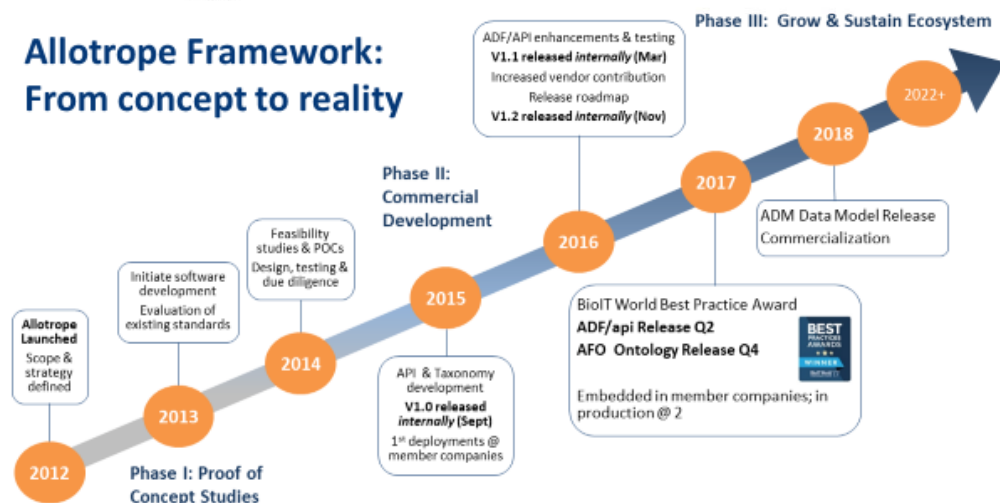 Allotrope Framework:
From concept to reality
Phase III: Grow & Sustain Ecosystem
ADF/API enhancements & testing
V1.1 released internally (Mar)
Increased vendor contribution
Release roadmap
V1.2 released internally (Nov)
2022+
2018
Phase II:
Commercial
Development
2017
ADM Data Model Release
Commercialization
Feasibility
studies & POCs
Design, testing &
due diligence
2016
Initiate software
development
Evaluation of
existing standards
2015
BioIT World Best Practice Award
ADF/api Release Q2
AFO Ontology Release Q4
Embedded in member companies; in
production @ 2
BEST
PRACTICES
AWARDS
WINNER
Allotrope
Launched
Scope &
strategy
defined
2014
API & Taxonomy
development
V1.0 released
internally (Sept)
1st deployments @
member companies
2013
2012
Phase I: Proof of
Concept Studies